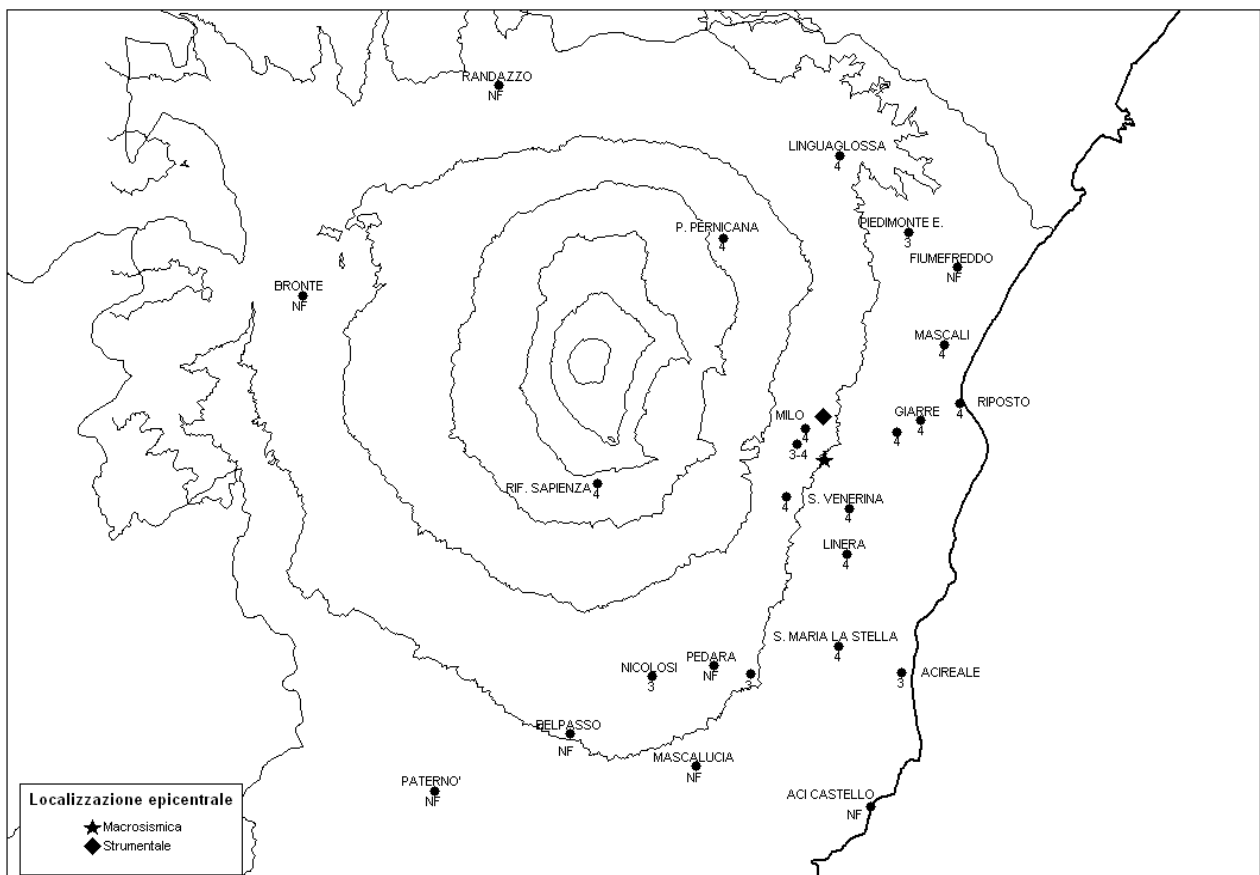 RANDAZZO
NF
LINGUAGLOSSA
4
P. PERNICANA
4
PIEDIMONTE E.
3
FIUMEFREDDO
NF
BRONTE
NF
MASCALI
4
RIPOSTO
4
GIARRE
4
4
MILO
4
3-4
RIF. SAPIENZA
4
4
S. VENERINA
4
LINERA
4
S. MARIA LA STELLA
4
NICOLOSI
3
PEDARA
NF
3
ACIREALE
3
BELPASSO
NF
MASCALUCIA
NF
PATERNO'
NF
ACI CASTELLO
NF
Localizzazione epicentrale
Macrosismica
Strumentale